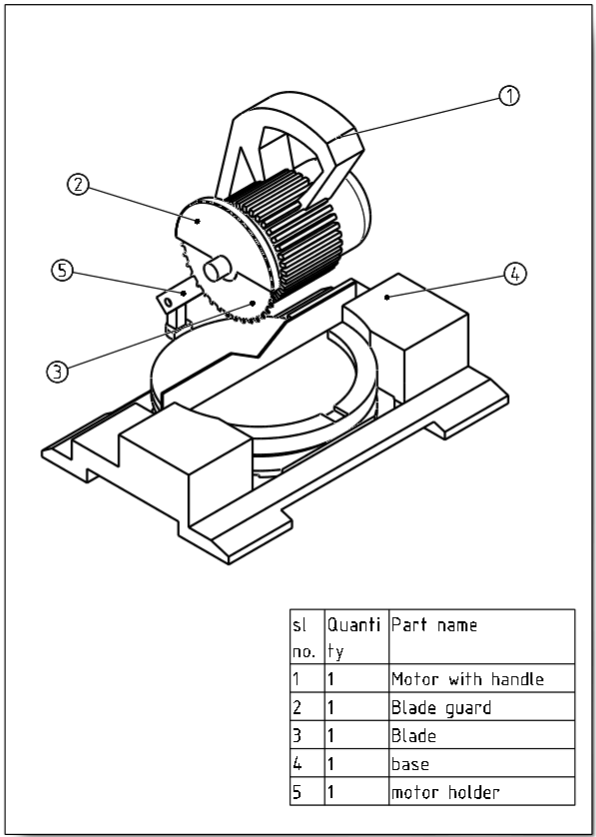 1
2
5
4
3
sl Quanti Part name
no. ty
1 1 Motor with handle
2 1 Blade guard
3 1 Blade
4 1 base
5 1 motor holder